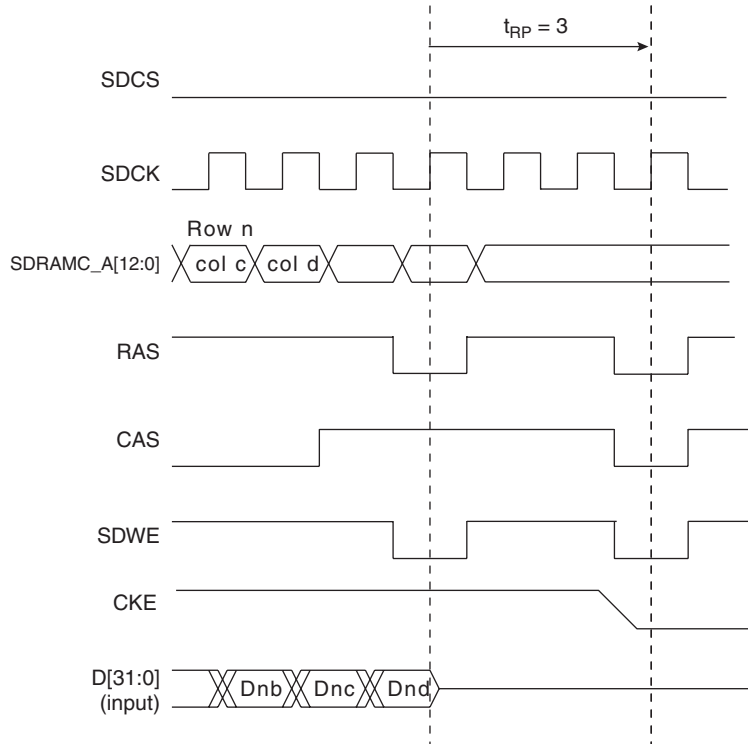 t_RP = 3
SDCS
SDCK
Row n
SDRAMC_A[12:0]
col c
col d
RAS
CAS
SDWE
CKE
D[31:0]
(input)
Dnb
Dnc
Dnd